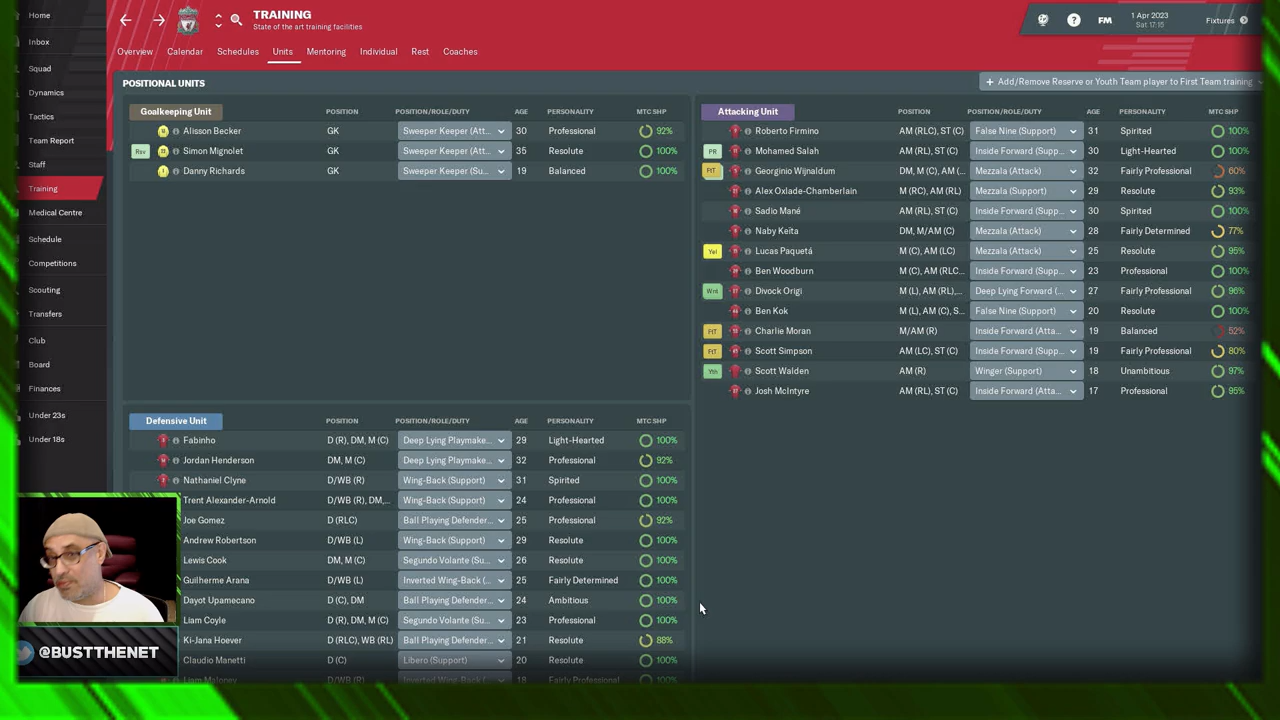 Home
Inbox
Squad
Dynamics
Tactics
Team Report
Staff
Training
Medical Centre
Schedule
Competitions
Scouting
Transfers
Club
Board
Finances
Under 23s
Under 18s
TRAINING
State of the art training facilities
FM
1 Apr 2023
Sat 17:15
Fixtures
Overview Calendar Schedules Units Mentoring Individual Rest Coaches
POSITIONAL UNITS
+ Add/Remove Reserve or Youth Team player to First Team training
Goalkeeping Unit POSITION POSITION/ROLE/DUTY AGE PERSONALITY MTC SHP
Alisson Becker GK Sweeper Keeper (Att... 30 Professional 92%
Rsv Simon Mignolet GK Sweeper Keeper (Att... 35 Resolute 100%
Danny Richards GK Sweeper Keeper (Su... 19 Balanced 100%
Defensive Unit POSITION POSITION/ROLE/DUTY AGE PERSONALITY MTC SHP
Fabinho D (R), DM, M (C) Deep Lying Playmake... 29 Light-Hearted 100%
Jordan Henderson DM, M (C) Deep Lying Playmake... 32 Professional 92%
Nathaniel Clyne D/WB (R) Wing-Back (Support) 31 Spirited 100%
Trent Alexander-Arnold D/WB (R), DM,... Wing-Back (Support) 24 Professional 100%
Joe Gomez D (RLC) Ball Playing Defender... 25 Professional 92%
Andrew Robertson D/WB (L) Wing-Back (Support) 29 Resolute 100%
Lewis Cook DM, M (C) Segundo Volante (Su... 26 Resolute 100%
Guilherme Arana D/WB (L) Inverted Wing-Back (... 25 Fairly Determined 100%
Dayot Upamecano D (C), DM Ball Playing Defender... 24 Ambitious 100%
Liam Coyle D (R), DM, M (C) Segundo Volante (Su... 23 Professional 100%
Ki-Jana Hoever D (RLC), WB (RL) Ball Playing Defender... 21 Resolute 88%
Claudio Manetti D (C) Libero (Support) 20 Resolute 100%
Liam Maloney D/WB (L) Inverted Wing-Back (... 18 Fairly Professional 100%
Attacking Unit POSITION POSITION/ROLE/DUTY AGE PERSONALITY MTC SHP
Roberto Firmino AM (RLC), ST (C) False Nine (Support) 31 Spirited 100%
PR Mohamed Salah AM (RL), ST (C) Inside Forward (Supp... 30 Light-Hearted 100%
FtT Georginio Wijnaldum DM, M (C), AM (... Mezzala (Attack) 32 Fairly Professional 60%
Alex Oxlade-Chamberlain M (RC), AM (RL) Mezzala (Support) 29 Resolute 93%
Sadio Mané AM (RL), ST (C) Inside Forward (Supp... 30 Spirited 100%
Naby Keïta DM, M/AM (C) Mezzala (Attack) 28 Fairly Determined 77%
Yel Lucas Paquetá M (C), AM (LC) Mezzala (Attack) 25 Resolute 95%
Ben Woodburn M (C), AM (RLC... Inside Forward (Supp... 23 Professional 100%
Wnt Divock Origi M (L), AM (RL),... Deep Lying Forward (... 27 Fairly Professional 96%
Ben Kok M (L), AM (C), S... False Nine (Support) 20 Resolute 100%
FtT Charlie Moran M/AM (R) Inside Forward (Atta... 19 Balanced 52%
FtT Scott Simpson AM (LC), ST (C) Inside Forward (Supp... 19 Fairly Professional 80%
Yth Scott Walden AM (R) Winger (Support) 18 Unambitious 97%
Josh McIntyre AM (RL), ST (C) Inside Forward (Atta... 17 Professional 95%
@BUSTTHENET